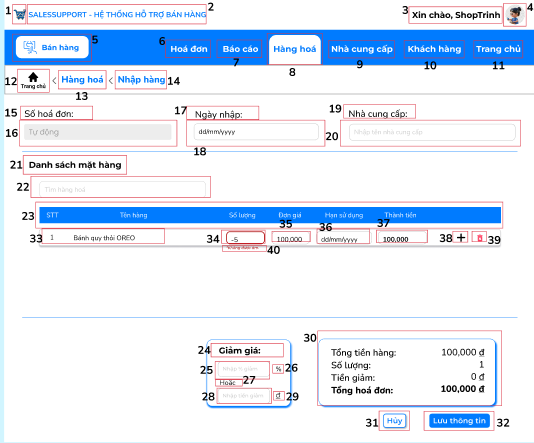 1 SALESSUPPORT - HỆ THỐNG HỖ TRỢ BÁN HÀNG 2
3 Xin chào, ShopTrinh 4
Bán hàng 5 6 Hoá đơn Báo cáo Hàng hoá Nhà cung cấp Khách hàng Trang chủ
7 8 9 10 11
12 Trang chủ < Hàng hoá < Nhập hàng 14
13
15 Số hoá đơn: 17 Ngày nhập: 19 Nhà cung cấp:
16 Tự động dd/mm/yyyy 20 Nhập tên nhà cung cấp
18
21 Danh sách mặt hàng
22 Tìm hàng hoá
23 STT Tên hàng Số lượng Đơn giá Hạn sử dụng Thành tiền
35 36 37
33 1 Bánh quy thỏi OREO 34 -5 100,000 dd/mm/yyyy 100,000 38 + 39
40
24 Giảm giá:
25 Nhập % giảm % 26
Hoặc 27
28 Nhập tiền giảm đ 29
30
Tổng tiền hàng: 100,000 đ
Số lượng: 1
Tiền giảm: 0 đ
Tổng hoá đơn: 100,000 đ
31 Hủy Lưu thông tin 32